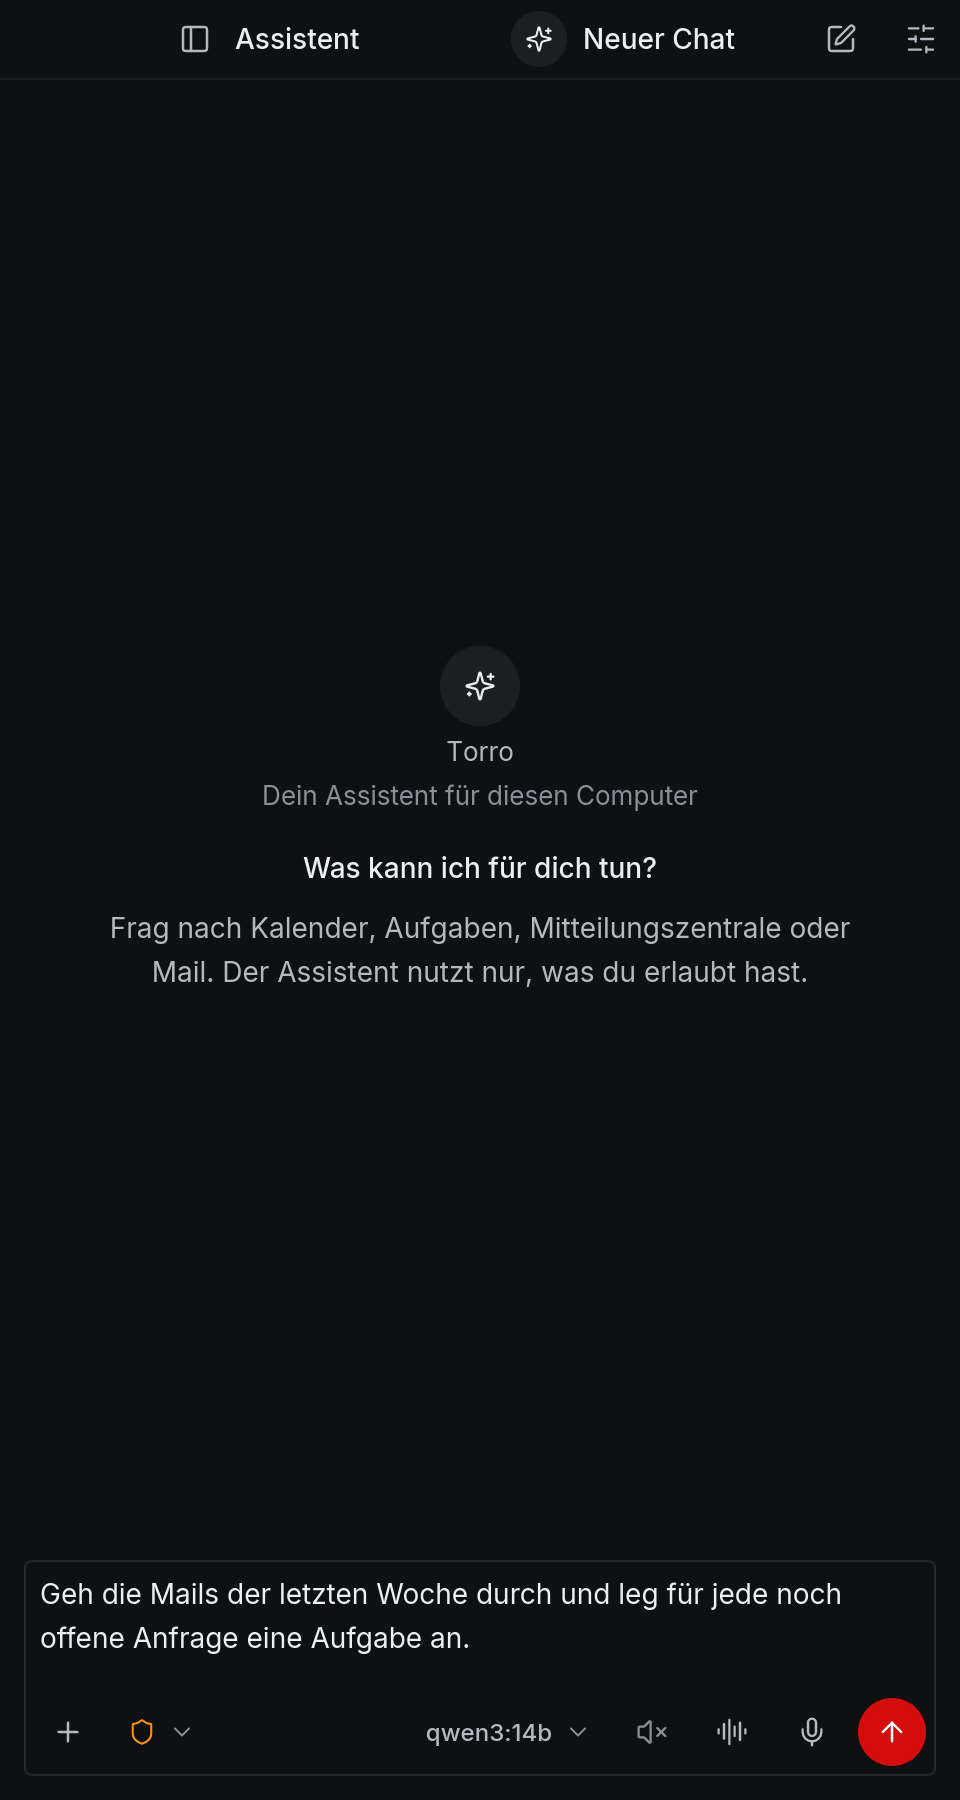 Assistent
Neuer Chat
Torro
Dein Assistent für diesen Computer
Was kann ich für dich tun?
Frag nach Kalender, Aufgaben, Mitteilungszentrale oder
Mail. Der Assistent nutzt nur, was du erlaubt hast.
Geh die Mails der letzten Woche durch und leg für jede noch
offene Anfrage eine Aufgabe an.
qwen3:14b